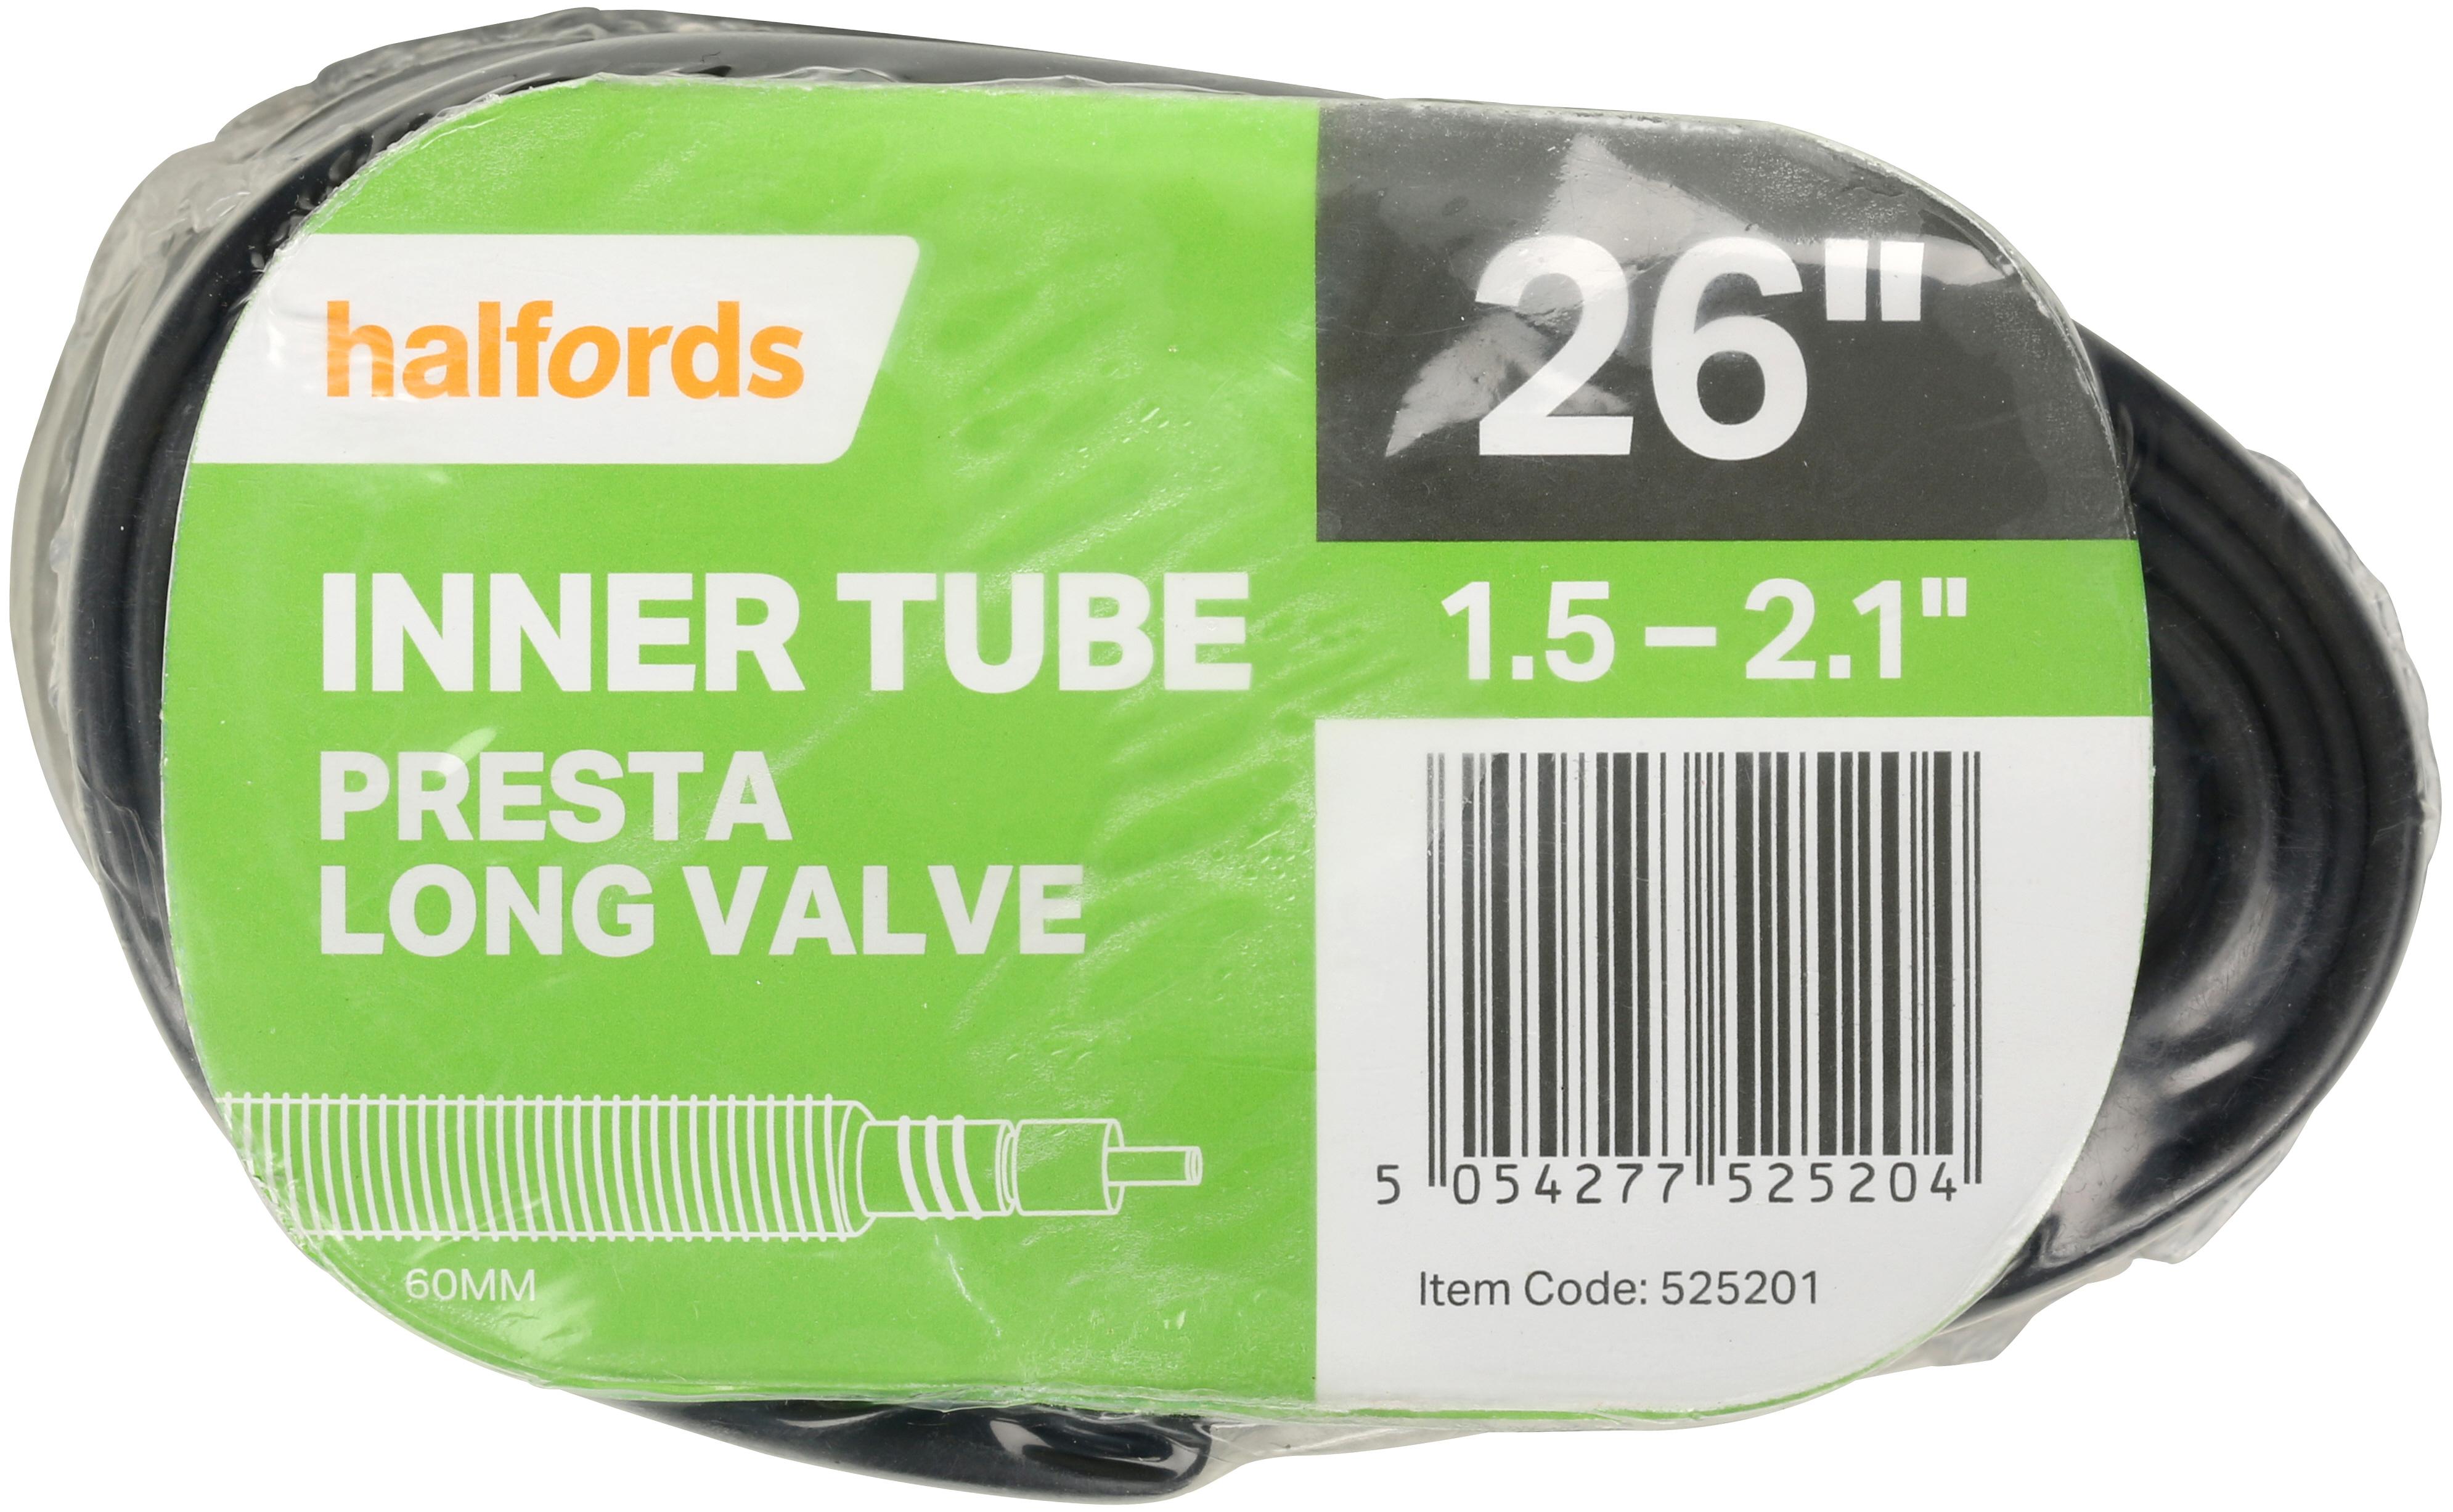 halfords
INNER TUBE
PRESTA
LONG VALVE
60MM
26"
1.5 – 2.1"
5 054277 525204
Item Code: 525201